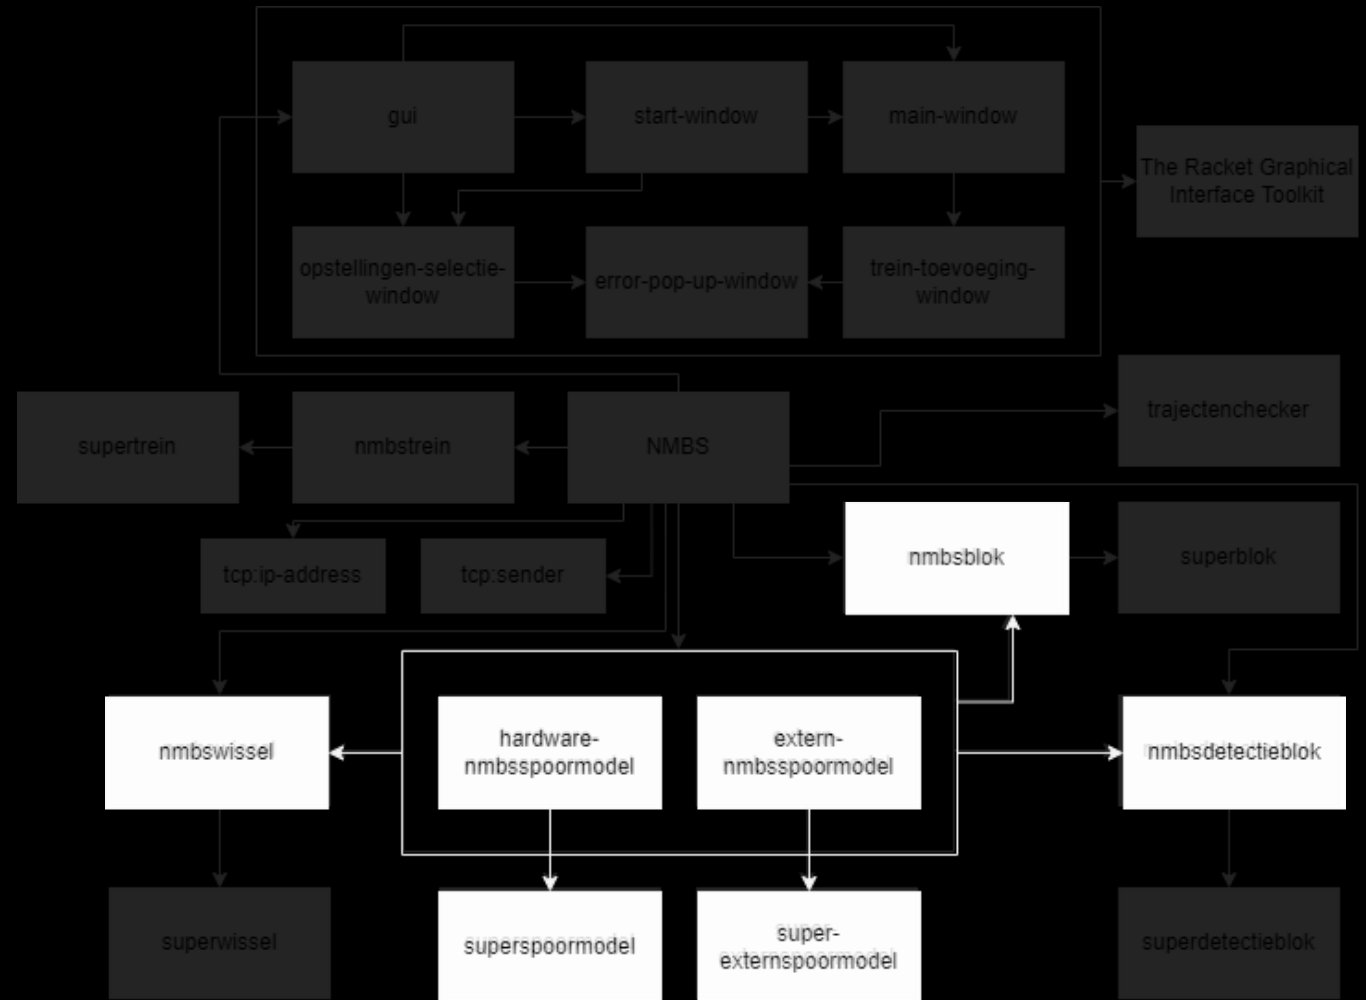 gui
start-window
main-window
The Racket Graphical
Interface Toolkit
opstellingen-selectie-
window
error-pop-up-window
trein-toevoeging-
window
trajectenchecker
supertrein
nmbstrein
NMBS
nmbsblok
superblok
tcp:ip-address
tcp:sender
nmbswissel
hardware-
nmbsspoormodel
extern-
nmbsspoormodel
nmbsdetectieblok
superwissel
superspoormodel
super-
externspoormodel
superdetectieblok